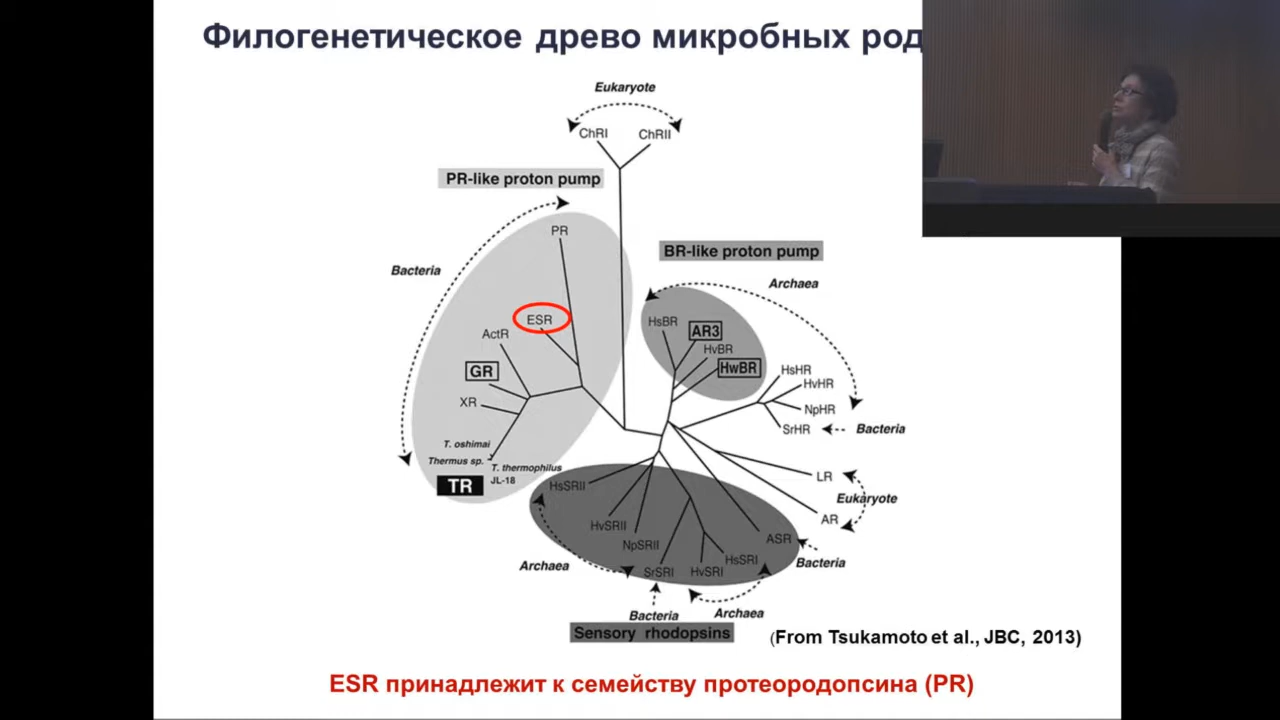 Филогенетическое древо микробных род
Eukaryote
ChRI
ChRII
PR-like proton pump
PR
BR-like proton pump
Bacteria
Archaea
ESR
HsBR
AR3
ActR
HvBR
GR
HwBR
HsHR
HvHR
XR
NpHR
SrHR
Bacteria
T. oshimai
Thermus sp.
T. thermophilus
JL-18
TR
LR
HsSRII
Eukaryote
AR
HvSRII
NpSRII
ASR
HsSRI
Archaea
SrSRI
HvSRI
Bacteria
Bacteria
Archaea
Sensory rhodopsins
(From Tsukamoto et al., JBC, 2013)
ESR принадлежит к семейству протеородопсина (PR)